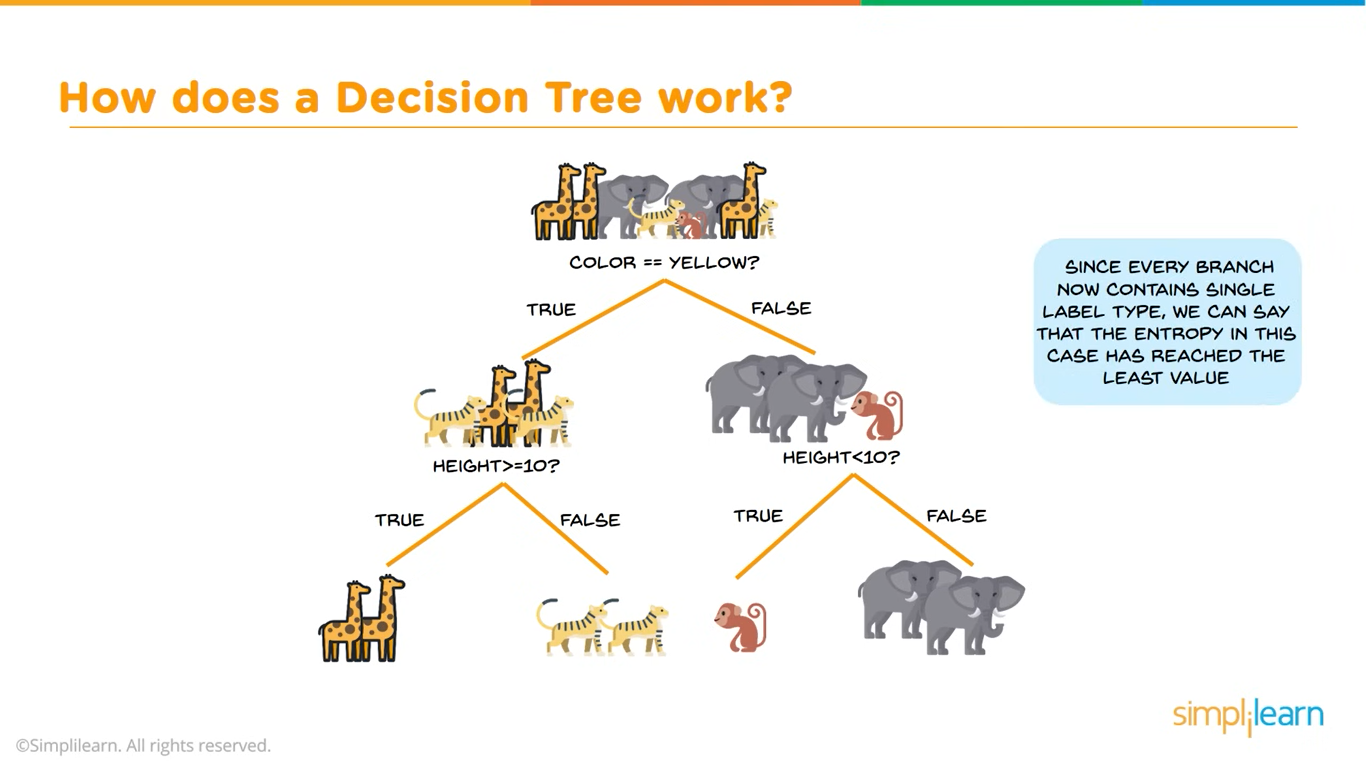 How does a Decision Tree work?
COLOR == YELLOW?
TRUE
FALSE
SINCE EVERY BRANCH
NOW CONTAINS SINGLE
LABEL TYPE, WE CAN SAY
THAT THE ENTROPY IN THIS
CASE HAS REACHED THE
LEAST VALUE
HEIGHT>=10?
HEIGHT<10?
TRUE
FALSE
TRUE
FALSE
simplilearn
©Simplilearn. All rights reserved.